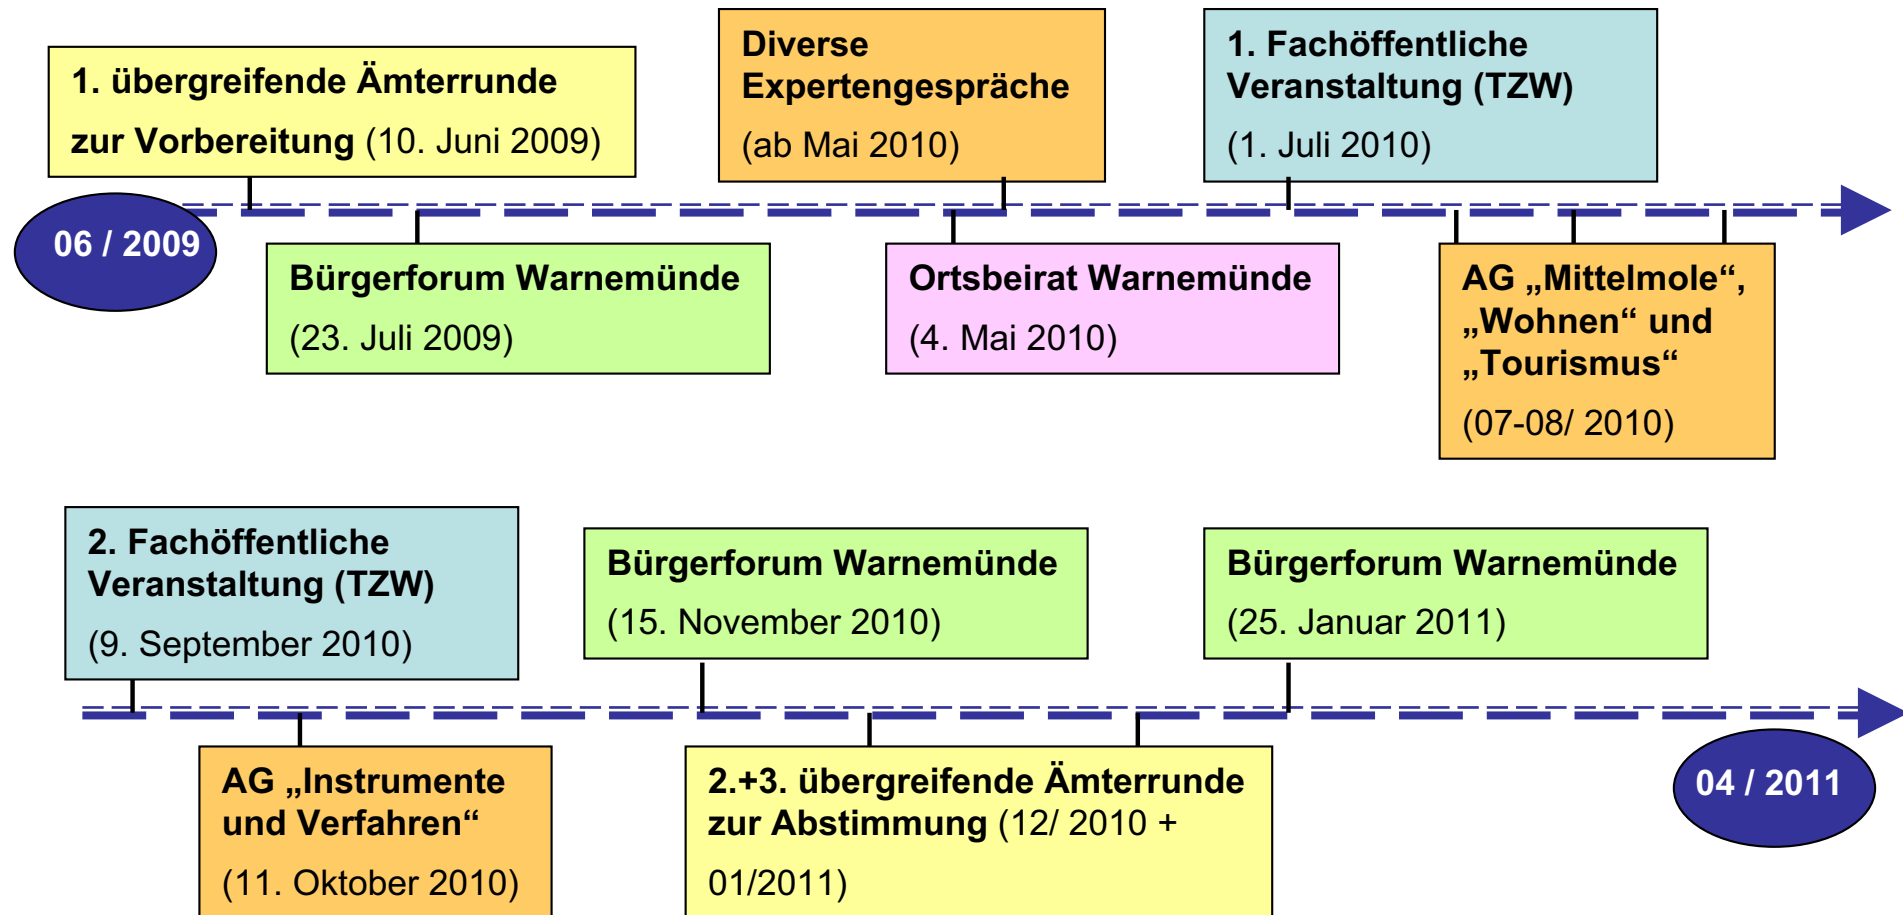 1. übergreifende Ämterrunde
zur Vorbereitung (10. Juni 2009)
Diverse
Expertengespräche
(ab Mai 2010)
1. Fachöffentliche
Veranstaltung (TZW)
(1. Juli 2010)
06 / 2009
Bürgerforum Warnemünde
(23. Juli 2009)
Ortsbeirat Warnemünde
(4. Mai 2010)
AG „Mittelmole“,
„Wohnen“ und
„Tourismus“
(07-08/ 2010)
2. Fachöffentliche
Veranstaltung (TZW)
(9. September 2010)
Bürgerforum Warnemünde
(15. November 2010)
Bürgerforum Warnemünde
(25. Januar 2011)
AG „Instrumente
und Verfahren“
(11. Oktober 2010)
2.+3. übergreifende Ämterrunde
zur Abstimmung (12/ 2010 +
01/2011)
04 / 2011